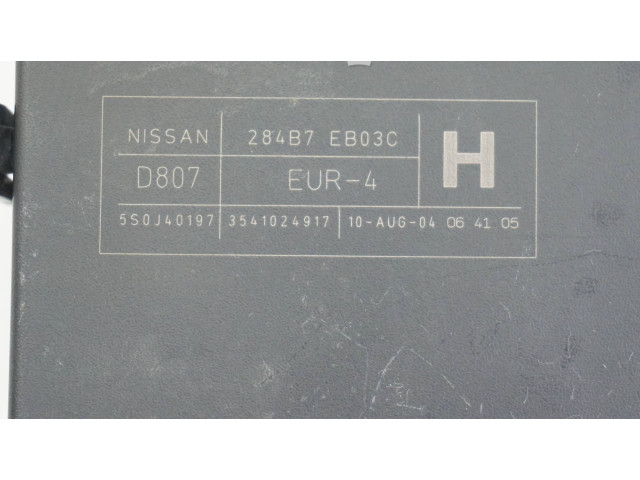 NISSAN 284B7 EB03C H
D807 EUR-4
5S0J40197 3541024917 10-AUG-04 06 41 05